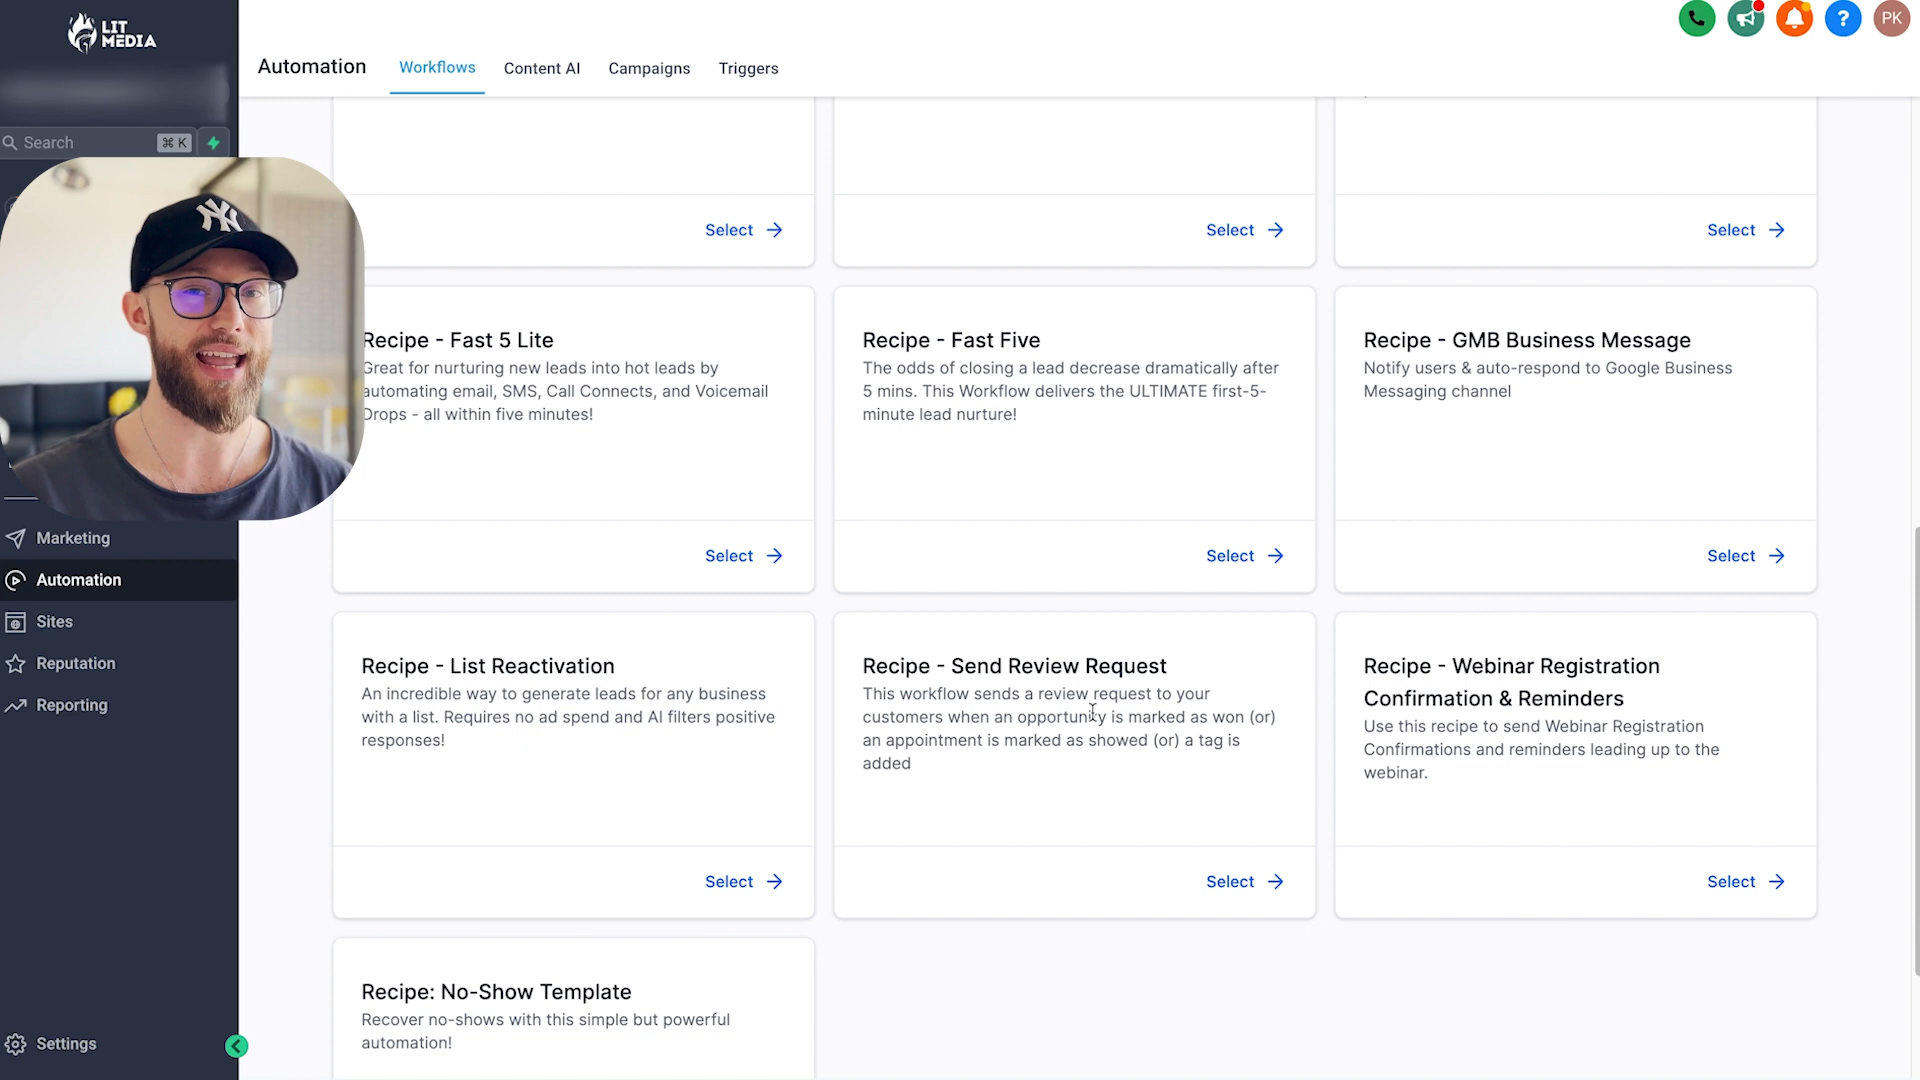 LIT
MEDIA
Search
⌘ K
Automation
Workflows
Content AI
Campaigns
Triggers
?
PK
NY
Select →
Select →
Select →
Recipe - Fast 5 Lite
Great for nurturing new leads into hot leads by
automating email, SMS, Call Connects, and Voicemail
Drops - all within five minutes!
Select →
Recipe - Fast Five
The odds of closing a lead decrease dramatically after
5 mins. This Workflow delivers the ULTIMATE first-5-
minute lead nurture!
Select →
Recipe - GMB Business Message
Notify users & auto-respond to Google Business
Messaging channel
Select →
Marketing
Automation
Sites
Reputation
Reporting
Recipe - List Reactivation
An incredible way to generate leads for any business
with a list. Requires no ad spend and AI filters positive
responses!
Select →
Recipe - Send Review Request
This workflow sends a review request to your
customers when an opportunity is marked as won (or)
an appointment is marked as showed (or) a tag is
added
Select →
Recipe - Webinar Registration
Confirmation & Reminders
Use this recipe to send Webinar Registration
Confirmations and reminders leading up to the
webinar.
Select →
Recipe: No-Show Template
Recover no-shows with this simple but powerful
automation!
Settings